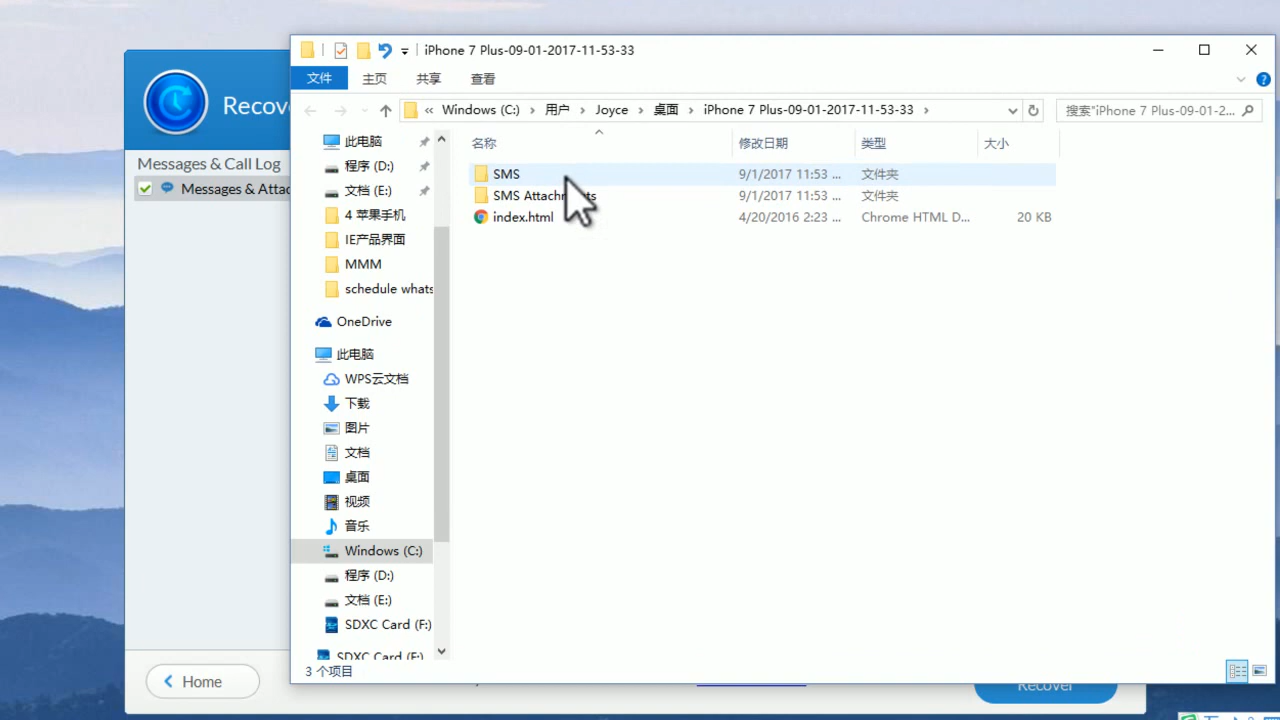 iPhone 7 Plus-09-01-2017-11-53-33
文件 主页 共享 查看
« Windows (C:) › 用户 › Joyce › 桌面 › iPhone 7 Plus-09-01-2017-11-53-33 ›
搜索"iPhone 7 Plus-09-01-2...
Messages & Call Log
Messages & Attac
此电脑
程序 (D:)
文档 (E:)
4 苹果手机
IE产品界面
MMM
schedule whats
OneDrive
此电脑
WPS云文档
下载
图片
文档
桌面
视频
音乐
Windows (C:)
程序 (D:)
文档 (E:)
SDXC Card (F:)
SDXC Card (F:)
名称 修改日期 类型 大小
SMS 9/1/2017 11:53 ... 文件夹
SMS Attachments 9/1/2017 11:53 ... 文件夹
index.html 4/20/2016 2:23 ... Chrome HTML D... 20 KB
3 个项目
Home
Recover